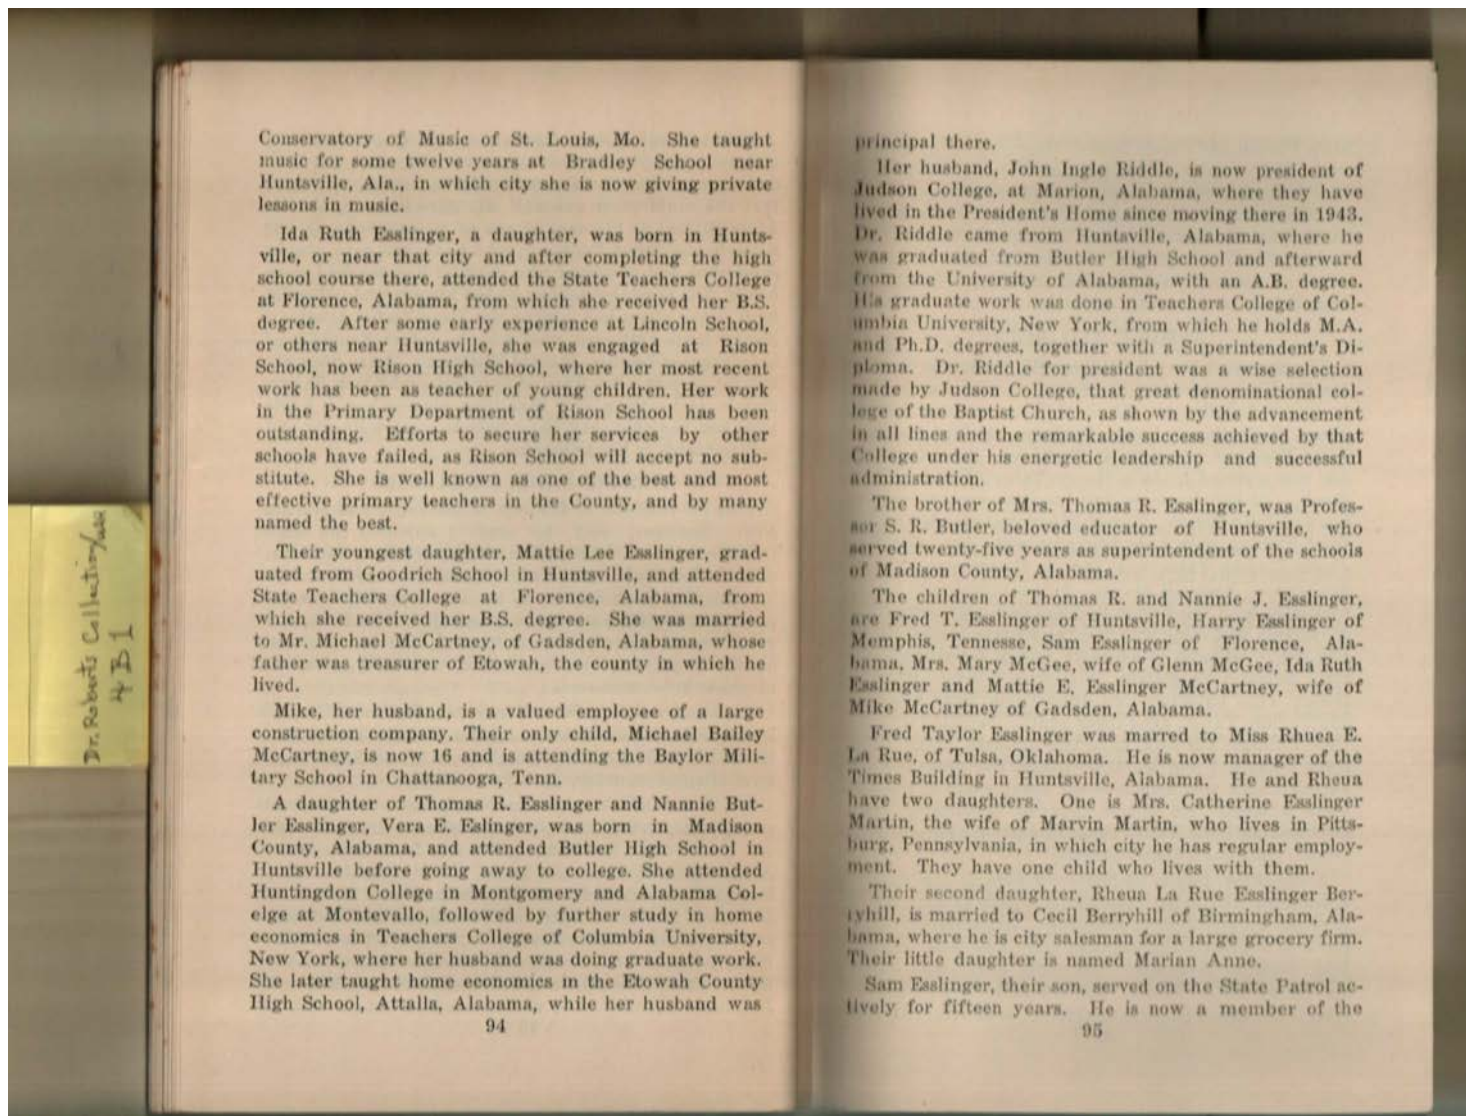 Conservatory of Music of St. Louis, Mo. She taught
music for some twelve years at Bradley School near
Huntsville, Ala., in which city she is now giving private
lessons in music.
Ida Ruth Esslinger, a daughter, was born in Hunts-
ville, or near that city and after completing the high
school course there, attended the State Teachers College
at Florence, Alabama, from which she received her B.S.
degree. After some early experience at Lincoln School,
or others near Huntsville, she was engaged at Rison
School, now Rison High School, where her most recent
work has been as teacher of young children. Her work
in the Primary Department of Rison School has been
outstanding. Efforts to secure her services by other
schools have failed, as Rison School will accept no sub-
stitute. She is well known as one of the best and most
effective primary teachers in the County, and by many
named the best.
Their youngest daughter, Mattie Lee Esslinger, grad-
uated from Goodrich School in Huntsville, and attended
State Teachers College at Florence, Alabama, from
which she received her B.S. degree. She was married
to Mr. Michael McCartney, of Gadsden, Alabama, whose
father was treasurer of Etowah, the county in which he
lived.
Mike, her husband, is a valued employee of a large
construction company. Their only child, Michael Bailey
McCartney, is now 16 and is attending the Baylor Mili-
tary School in Chattanooga, Tenn.
A daughter of Thomas R. Esslinger and Nannie But-
ler Esslinger, Vera E. Eslinger, was born in Madison
County, Alabama, and attended Butler High School in
Huntsville before going away to college. She attended
Huntingdon College in Montgomery and Alabama Col-
elge at Montevallo, followed by further study in home
economics in Teachers College of Columbia University,
New York, where her husband was doing graduate work.
She later taught home economics in the Etowah County
High School, Attalla, Alabama, while her husband was
94
principal there.
Her husband, John Ingle Riddle, is now president of
Judson College, at Marion, Alabama, where they have
lived in the President's Home since moving there in 1943.
Dr. Riddle came from Huntsville, Alabama, where he
was graduated from Butler High School and afterward
from the University of Alabama, with an A.B. degree.
His graduate work was done in Teachers College of Col-
umbia University, New York, from which he holds M.A.
and Ph.D. degrees, together with a Superintendent's Di-
ploma. Dr. Riddle for president was a wise selection
made by Judson College, that great denominational col-
lege of the Baptist Church, as shown by the advancement
in all lines and the remarkable success achieved by that
College under his energetic leadership and successful
administration.
The brother of Mrs. Thomas R. Esslinger, was Profes-
sor S. R. Butler, beloved educator of Huntsville, who
served twenty-five years as superintendent of the schools
of Madison County, Alabama.
The children of Thomas R. and Nannie J. Esslinger,
are Fred T. Esslinger of Huntsville, Harry Esslinger of
Memphis, Tennesse, Sam Esslinger of Florence, Ala-
bama, Mrs. Mary McGee, wife of Glenn McGee, Ida Ruth
Esslinger and Mattie E. Esslinger McCartney, wife of
Mike McCartney of Gadsden, Alabama.
Fred Taylor Esslinger was marred to Miss Rhuea E.
La Rue, of Tulsa, Oklahoma. He is now manager of the
Times Building in Huntsville, Alabama. He and Rheua
have two daughters. One is Mrs. Catherine Esslinger
Martin, the wife of Marvin Martin, who lives in Pitts-
burg, Pennsylvania, in which city he has regular employ-
ment. They have one child who lives with them.
Their second daughter, Rheua La Rue Esslinger Ber-
ryhill, is married to Cecil Berryhill of Birmingham, Ala-
bama, where he is city salesman for a large grocery firm.
Their little daughter is named Marian Anne.
Sam Esslinger, their son, served on the State Patrol ac-
tively for fifteen years. He is now a member of the
95
Dr. Roberts Collection
4 B 1